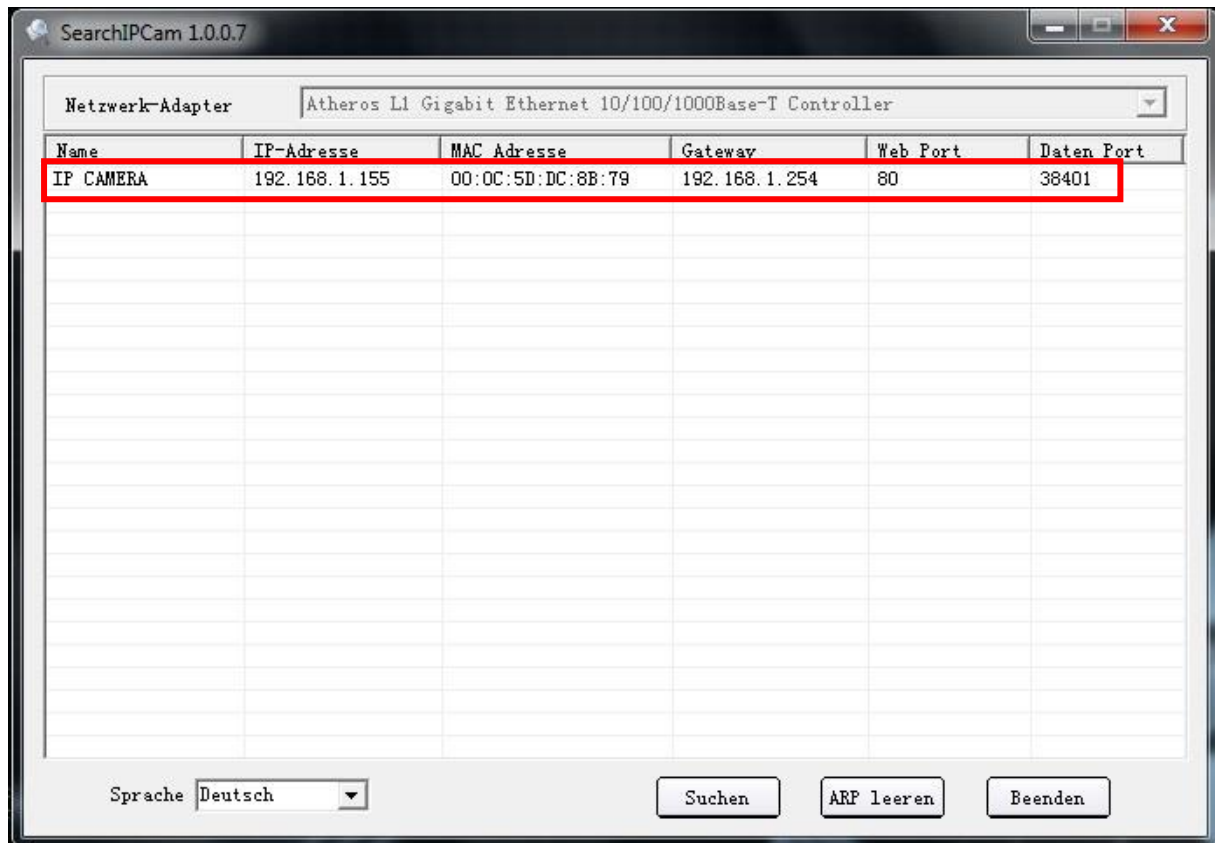 SearchIPCam 1.0.0.7
Netzwerk-Adapter Atheros L1 Gigabit Ethernet 10/100/1000Base-T Controller
Name IP-Adresse MAC Adresse Gateway Web Port Daten Port
IP CAMERA 192.168.1.155 00:0C:5D:DC:8B:79 192.168.1.254 80 38401
Sprache Deutsch Suchen ARP leeren Beenden